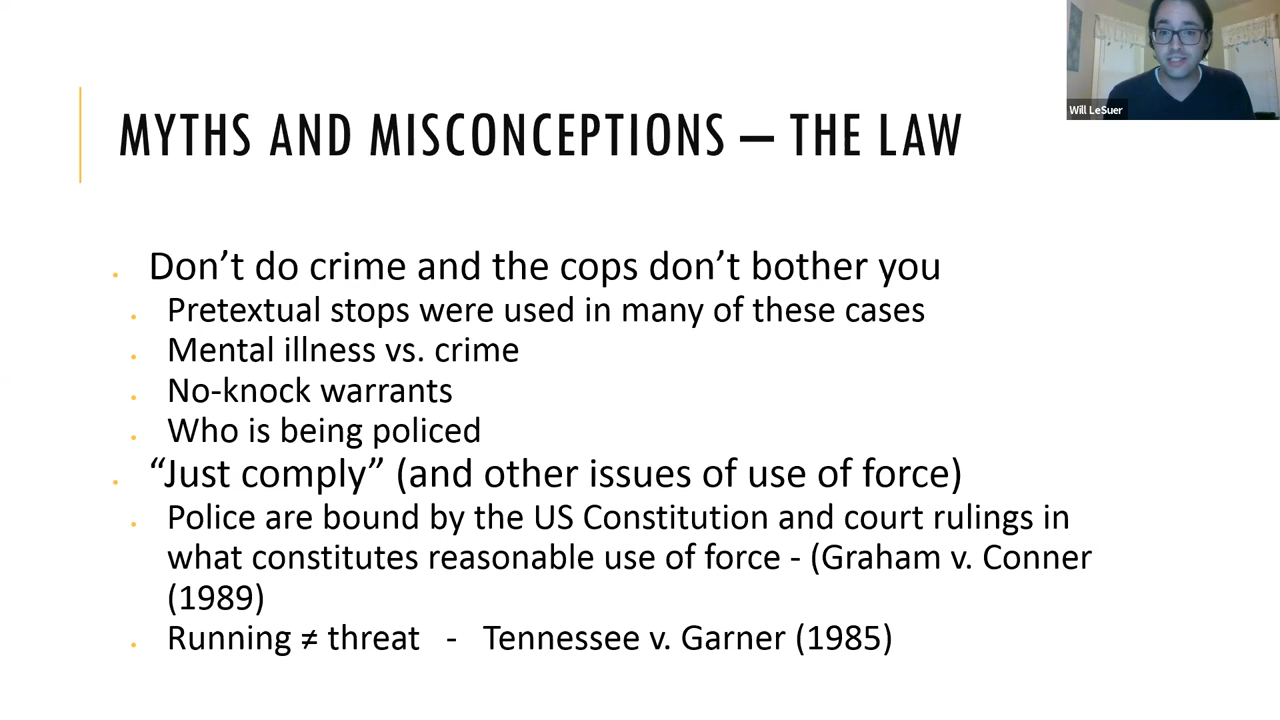 Will LeSuer
MYTHS AND MISCONCEPTIONS – THE LAW
Don’t do crime and the cops don’t bother you
Pretextual stops were used in many of these cases
Mental illness vs. crime
No-knock warrants
Who is being policed
“Just comply” (and other issues of use of force)
Police are bound by the US Constitution and court rulings in
what constitutes reasonable use of force - (Graham v. Conner
(1989)
Running ≠ threat - Tennessee v. Garner (1985)